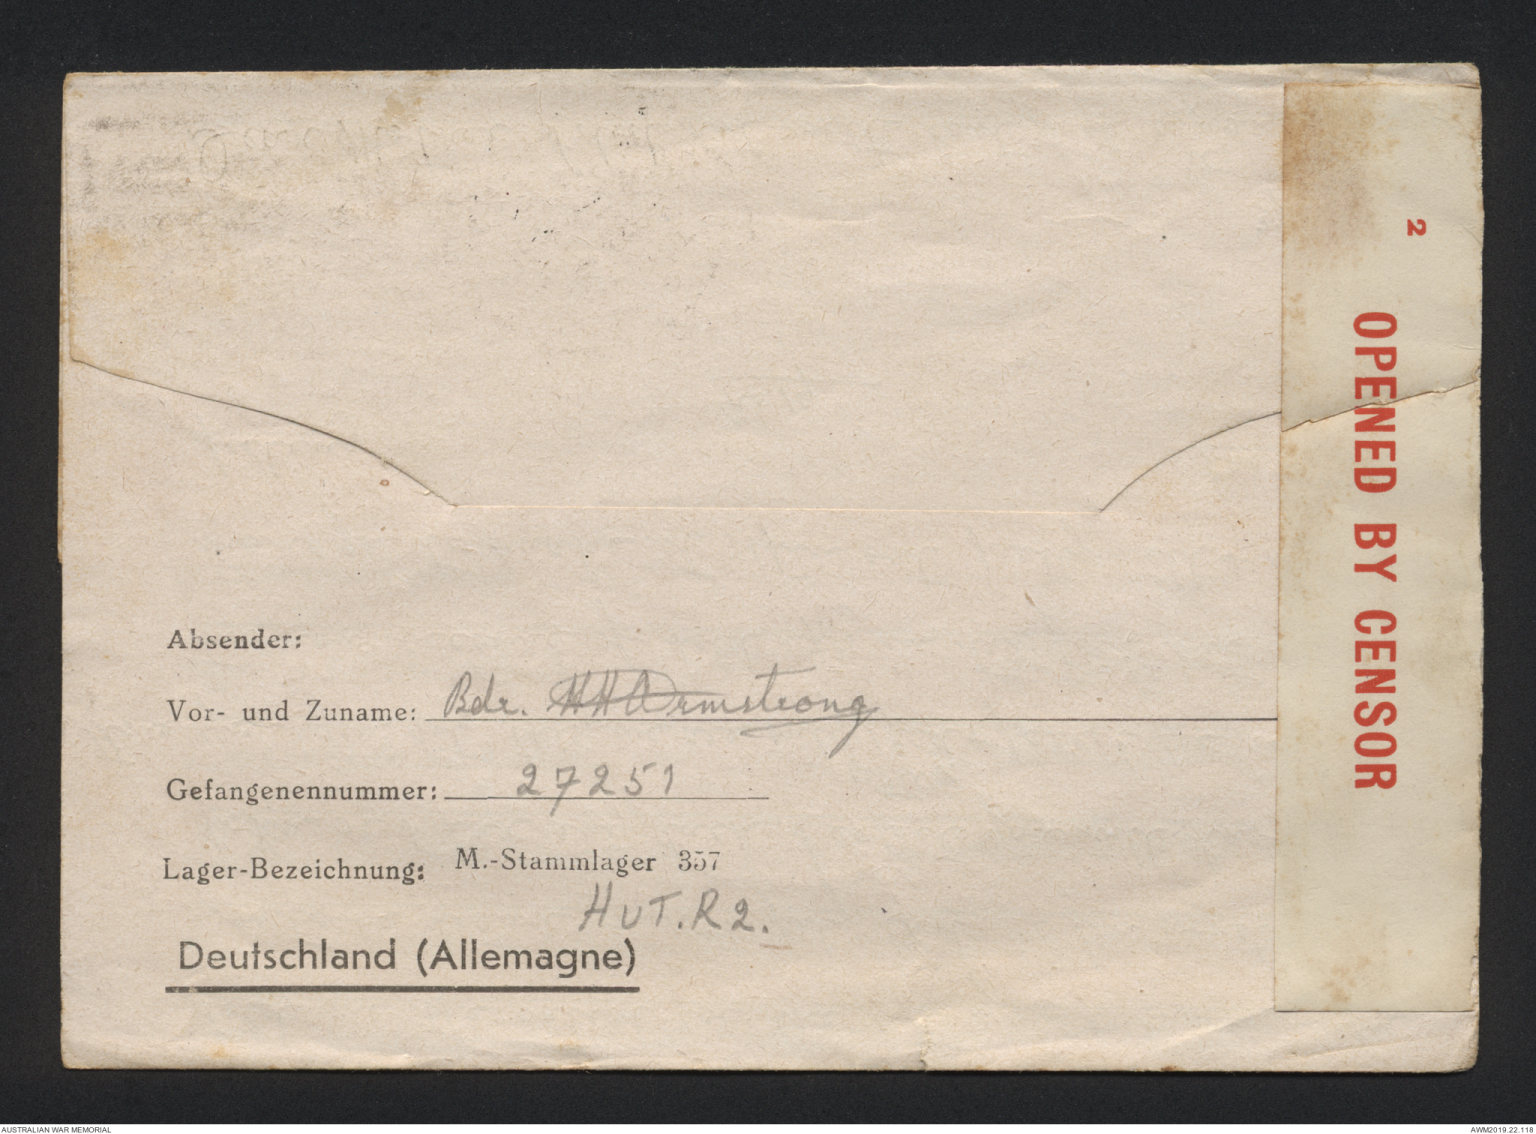 Absender:
Vor- und Zuname: Bdr. HHArmstrong
Gefangenennummer: 27251
Lager-Bezeichnung: M.-Stammlager 357
HUT. R2.
Deutschland (Allemagne)
2
OPENED BY CENSOR
AUSTRALIAN WAR MEMORIAL
AWM2019.22.118